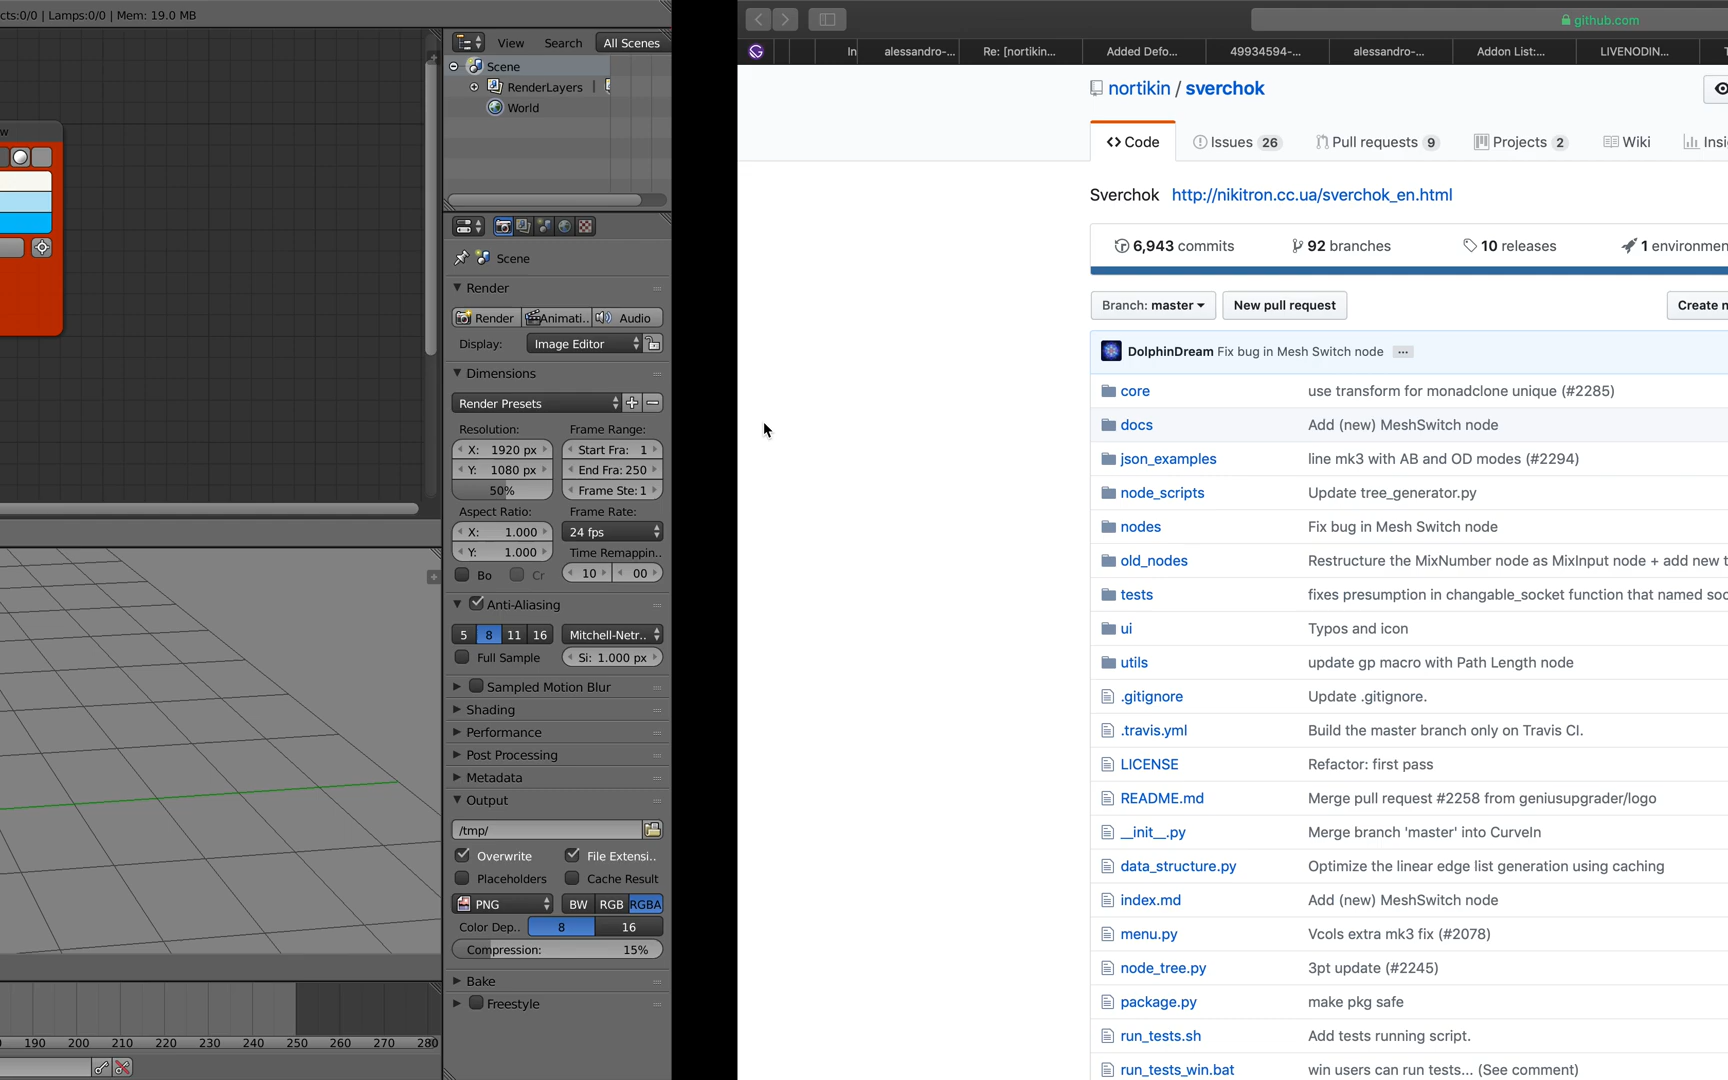 cts:0/0 | Lamps:0/0 | Mem: 19.0 MB
w
View Search All Scenes
Scene
RenderLayers
World
Scene
Render
Render Animati.. Audio
Display: Image Editor
Dimensions
Render Presets
Resolution: Frame Range:
X: 1920 px Start Fra: 1
Y: 1080 px End Fra: 250
50% Frame Ste: 1
Aspect Ratio: Frame Rate:
X: 1.000 24 fps
Y: 1.000 Time Remappin..
Bo Cr 10 00
Anti-Aliasing
5 8 11 16 Mitchell-Netr..
Full Sample Si: 1.000 px
Sampled Motion Blur
Shading
Performance
Post Processing
Metadata
Output
/tmp/
Overwrite File Extensi..
Placeholders Cache Result
PNG BW RGB RGBA
Color Dep.. 8 16
Compression: 15%
Bake
Freestyle
190 200 210 220 230 240 250 260 270 280
github.com
In alessandro-... Re: [nortikin... Added Defo... 49934594-... alessandro-... Addon List:... LIVENODIN...
nortikin / sverchok
Code Issues 26 Pull requests 9 Projects 2 Wiki Insi
Sverchok http://nikitron.cc.ua/sverchok_en.html
6,943 commits 92 branches 10 releases 1 environmen
Branch: master New pull request Create n
DolphinDream Fix bug in Mesh Switch node ...
core use transform for monadclone unique (#2285)
docs Add (new) MeshSwitch node
json_examples line mk3 with AB and OD modes (#2294)
node_scripts Update tree_generator.py
nodes Fix bug in Mesh Switch node
old_nodes Restructure the MixNumber node as MixInput node + add new t
tests fixes presumption in changable_socket function that named soc
ui Typos and icon
utils update gp macro with Path Length node
.gitignore Update .gitignore.
.travis.yml Build the master branch only on Travis CI.
LICENSE Refactor: first pass
README.md Merge pull request #2258 from geniusupgrader/logo
__init__.py Merge branch 'master' into CurveIn
data_structure.py Optimize the linear edge list generation using caching
index.md Add (new) MeshSwitch node
menu.py Vcols extra mk3 fix (#2078)
node_tree.py 3pt update (#2245)
package.py make pkg safe
run_tests.sh Add tests running script.
run_tests_win.bat win users can run tests... (See comment)